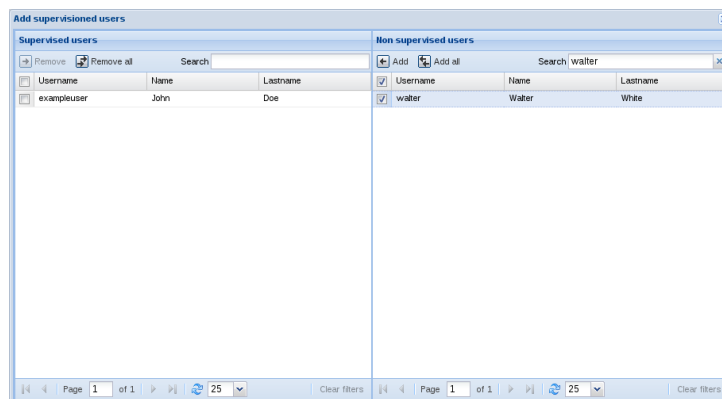 Add supervisioned users
Supervised users
Remove Remove all Search
Username Name Lastname
exampleuser John Doe
Page 1 of 1 25 Clear filters
Non supervised users
Add Add all Search walter
Username Name Lastname
walter Walter White
Page 1 of 1 25 Clear filters